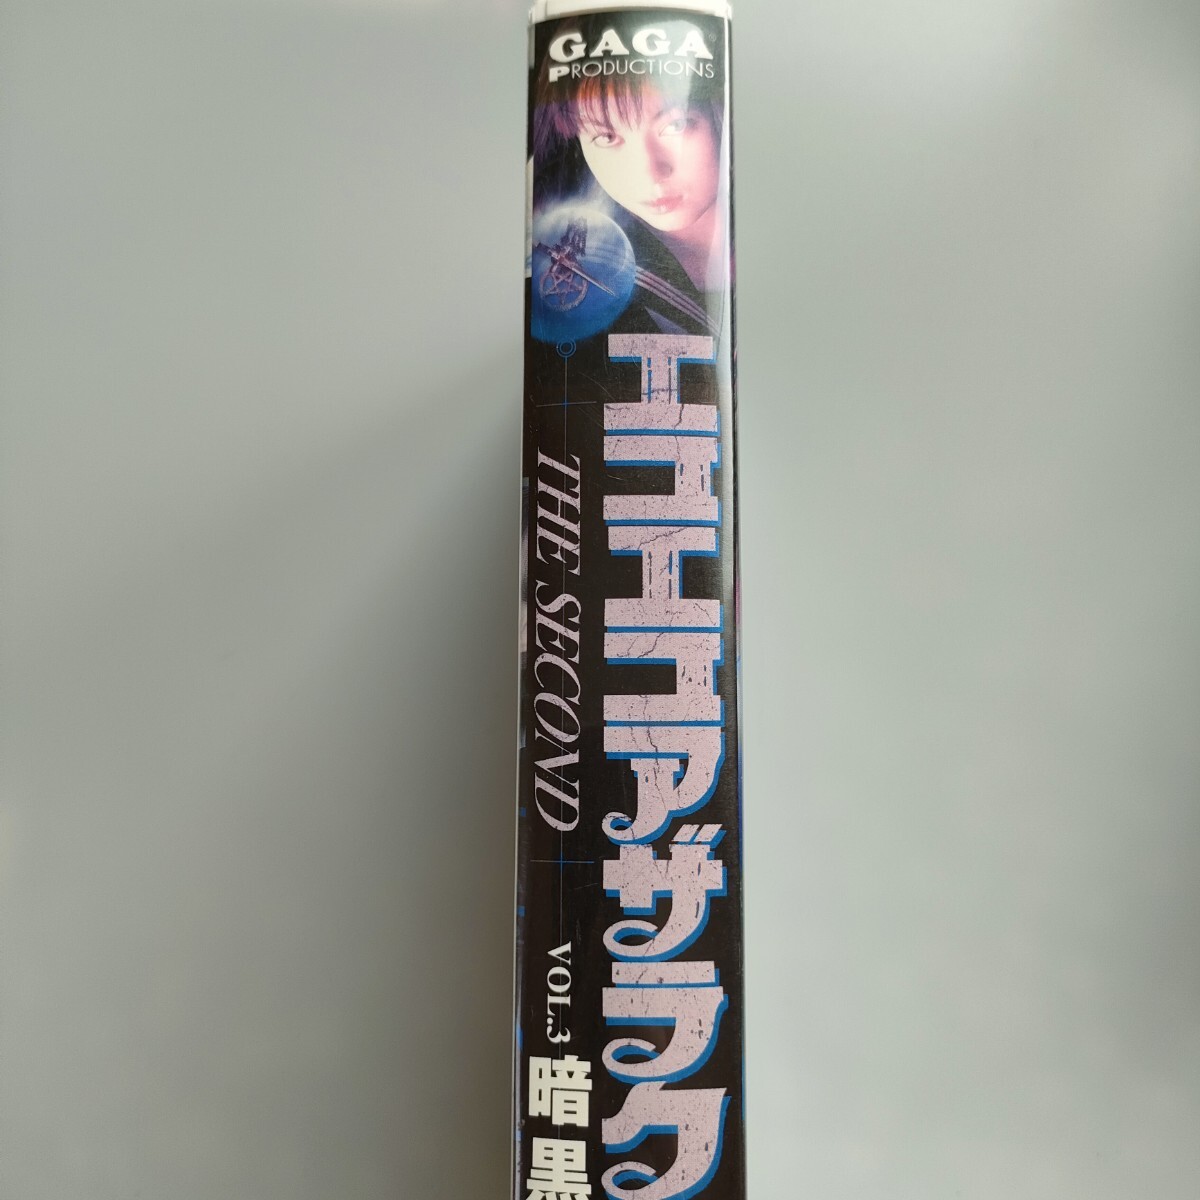 GAGA
PRODUCTIONS
エコエコアザラク
THE SECOND
VOL.3
暗黒